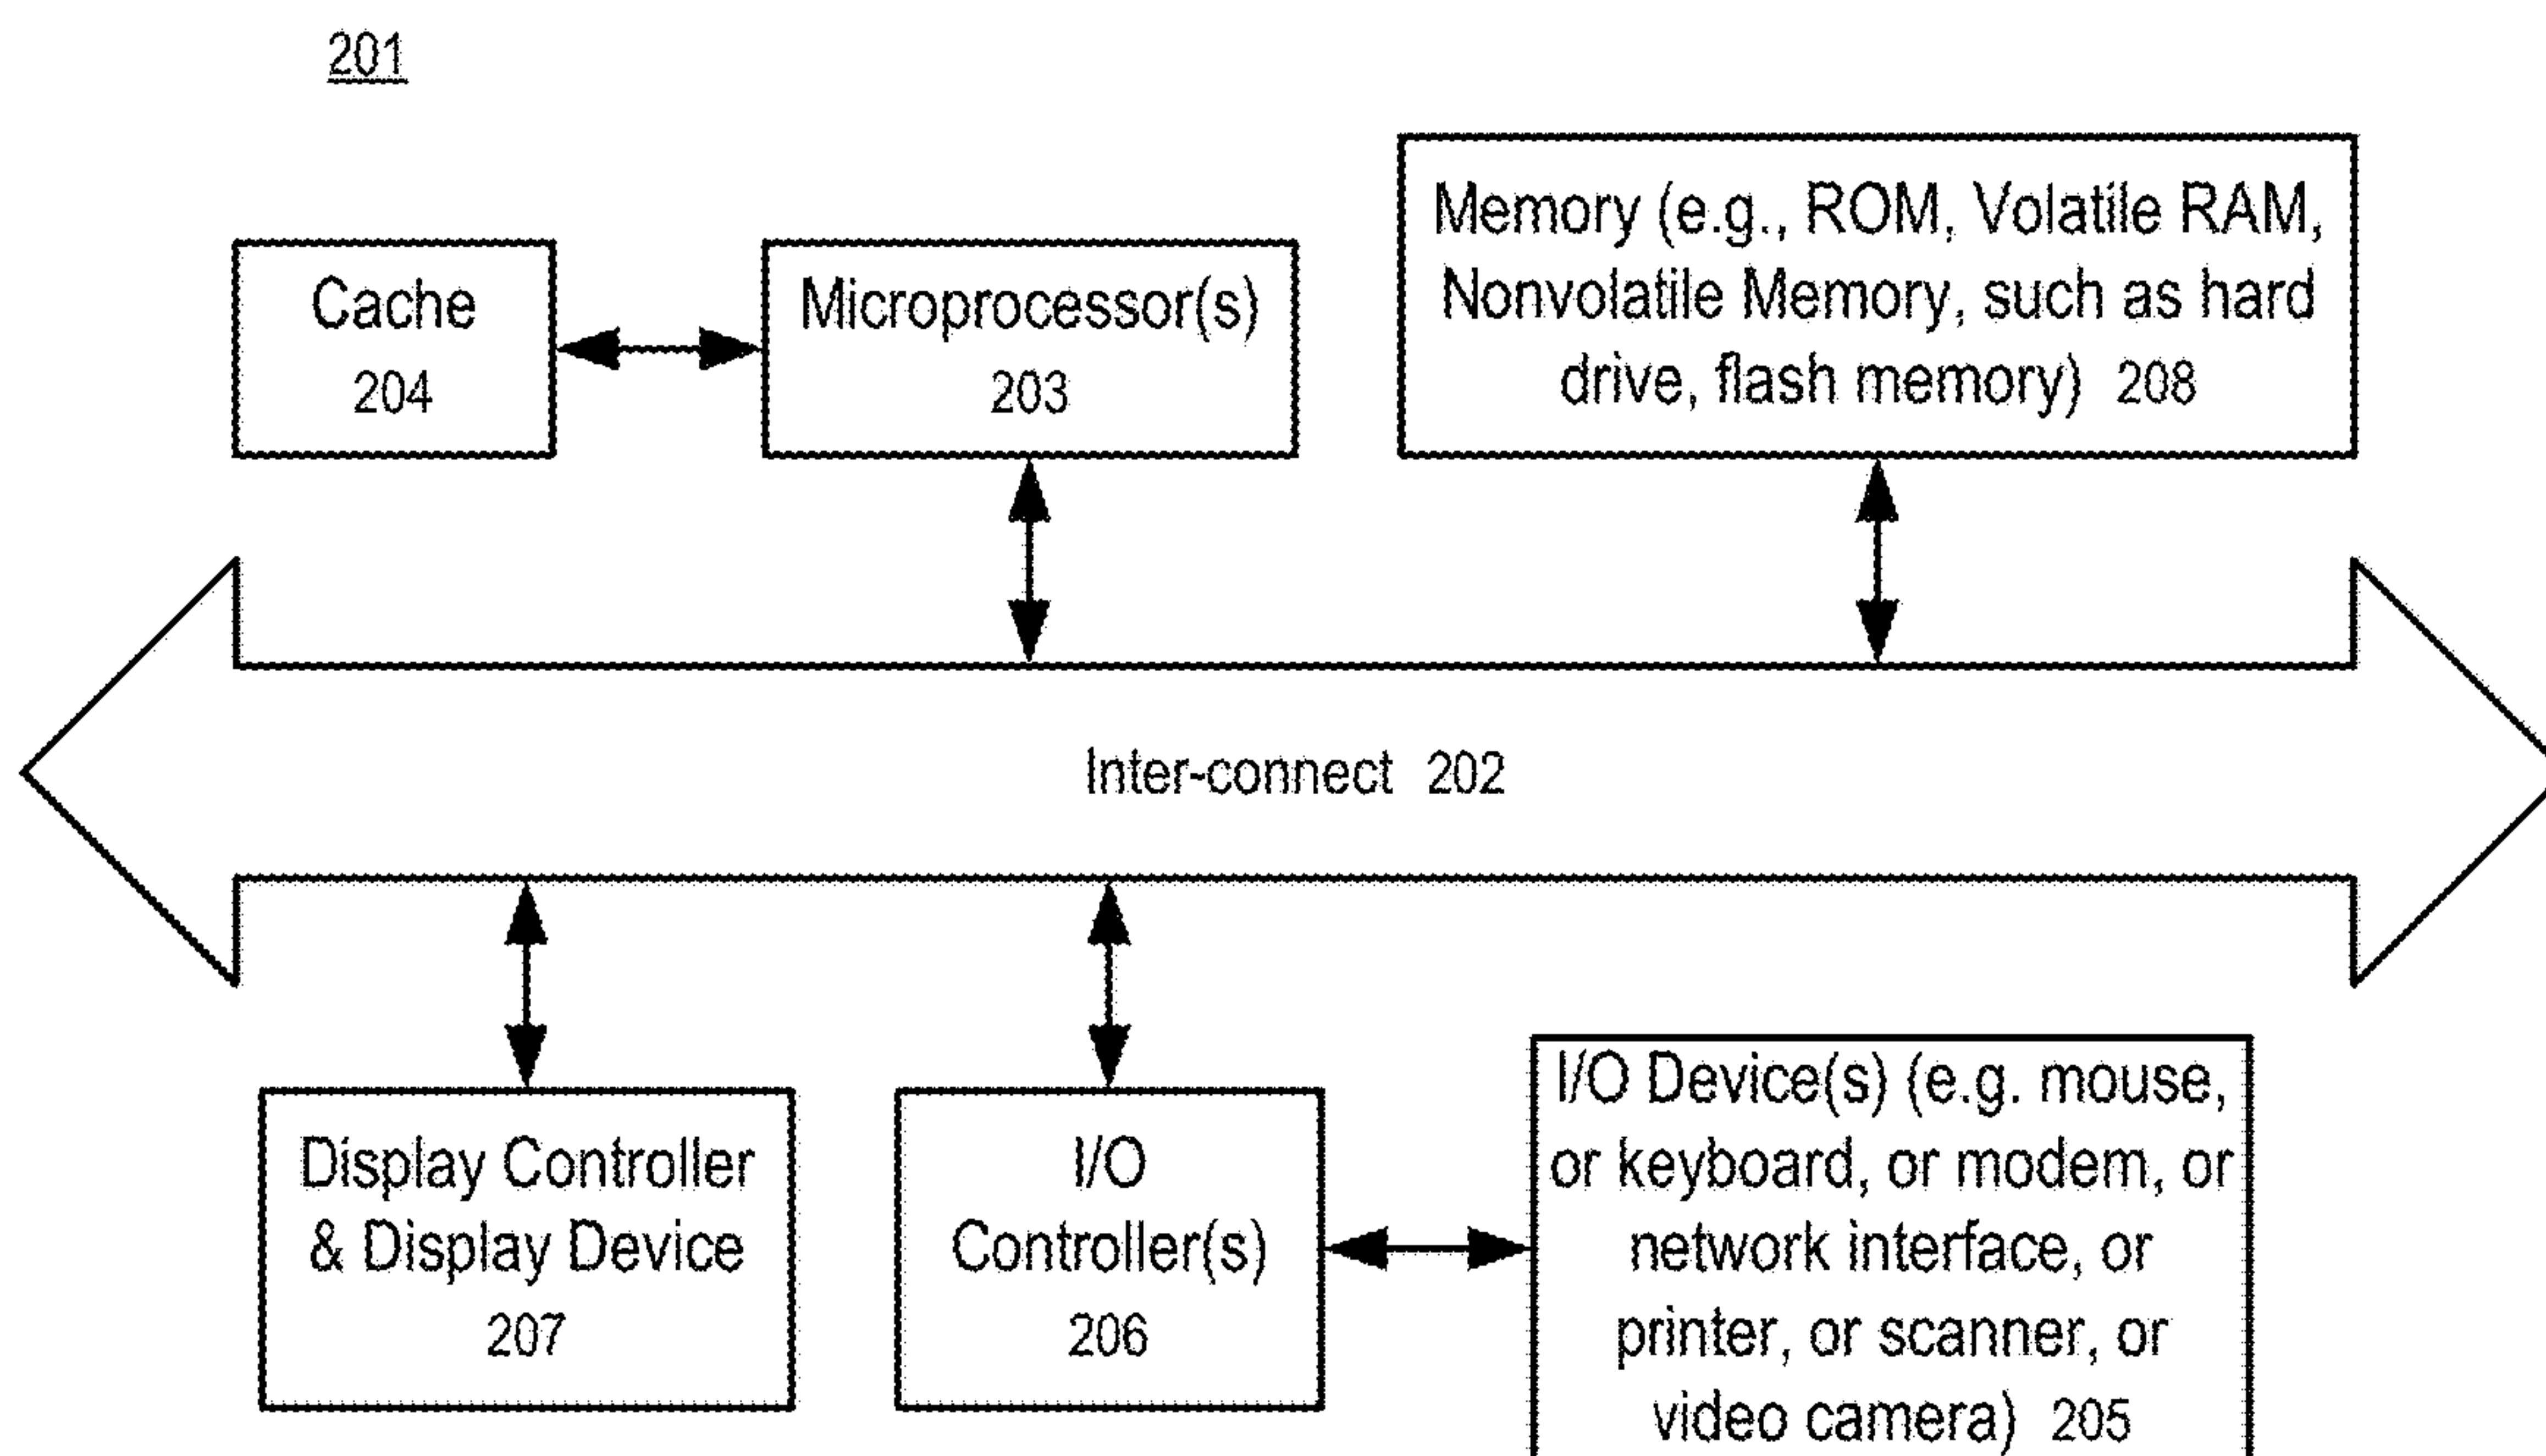 201
Cache
204
Microprocessor(s)
203
Memory (e.g., ROM, Volatile RAM,
Nonvolatile Memory, such as hard
drive, flash memory) 208
Inter-connect 202
Display Controller
& Display Device
207
I/O
Controller(s)
206
I/O Device(s) (e.g. mouse,
or keyboard, or modem, or
network interface, or
printer, or scanner, or
video camera) 205